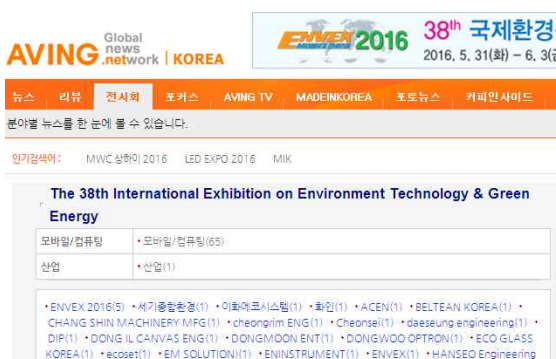 AVING Global news .network | KOREA
ENVEX 2016 38th 국제환경
2016. 5. 31(화) – 6. 3(금
뉴스 리뷰 전시회 포커스 AVING TV MADEINKOREA 포토뉴스 커피인사이드
분야별 뉴스를 한 눈에 볼 수 있습니다.
인기검색어 : MWC 상하이 2016 LED EXPO 2016 MIK
The 38th International Exhibition on Environment Technology & Green
Energy
모바일/컴퓨팅 •모바일/컴퓨팅(65)
산업 •산업(1)
•ENVEX 2016(5) •세기종합환경(1) •이화에코시스템(1) •화인(1) •ACEN(1) •BELTEAN KOREA(1) •
CHANG SHIN MACHINERY MFG(1) •cheongrim ENG(1) •Cheonsei(1) •daeseung engineering(1) •
DIP(1) •DONG IL CANVAS ENG(1) •DONGMOON ENT(1) •DONGWOO OPTRON(1) •ECO GLASS
KOREA(1) •ecoset(1) •EM SOLUTION(1) •ENINSTRUMENT(1) •ENVEX(1) •HANSEO Engineering